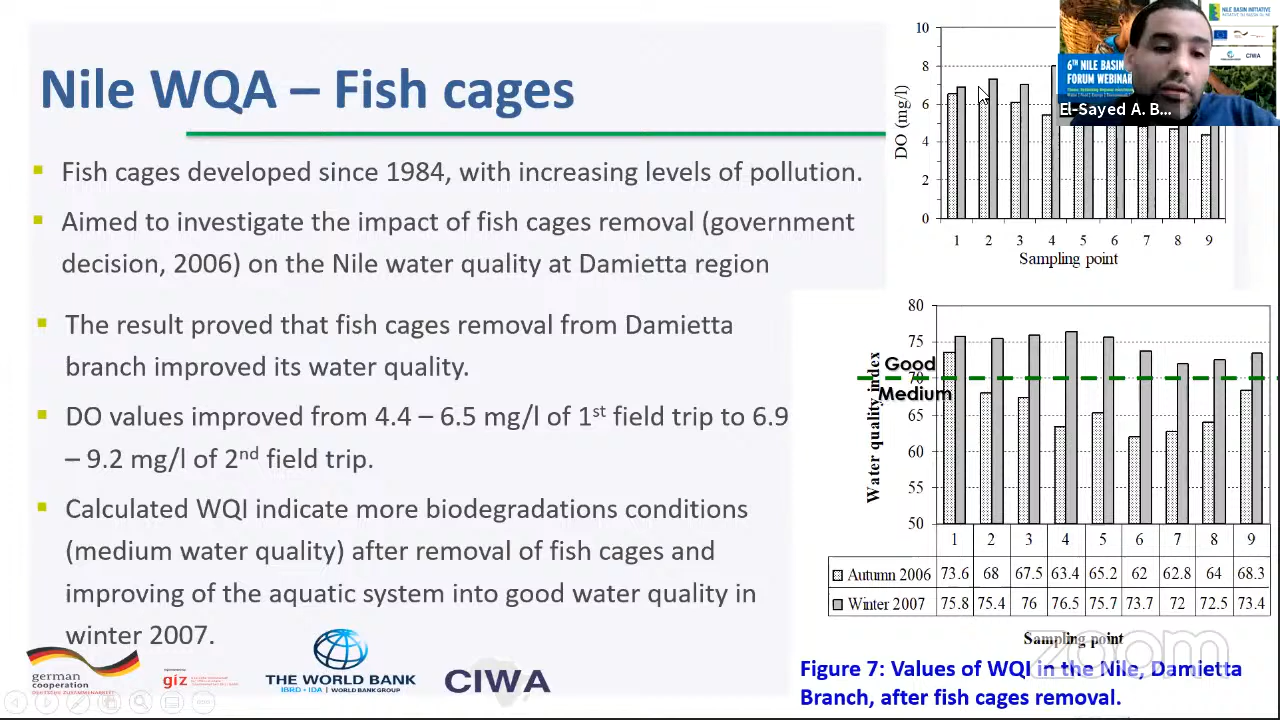 Nile WQA – Fish cages
Fish cages developed since 1984, with increasing levels of pollution.
Aimed to investigate the impact of fish cages removal (government
decision, 2006) on the Nile water quality at Damietta region
The result proved that fish cages removal from Damietta
branch improved its water quality.
DO values improved from 4.4 – 6.5 mg/l of 1st field trip to 6.9
– 9.2 mg/l of 2nd field trip.
Calculated WQI indicate more biodegradations conditions
(medium water quality) after removal of fish cages and
improving of the aquatic system into good water quality in
winter 2007.
german
cooperation
DEUTSCHE ZUSAMMENARBEIT
giz
THE WORLD BANK
IBRD • IDA | WORLD BANK GROUP
CIWA
10
8
6
4
2
0
DO (mg/l)
1 2 3 4 5 6 7 8 9
Sampling point
NILE BASIN INITIATIVE
CIWA
6TH NILE BASIN
FORUM WEBINAR
El-Sayed A. B...
80
75
70
65
60
55
50
Water quality index
Good
Medium
1 2 3 4 5 6 7 8 9
Autumn 2006 73.6 68 67.5 63.4 65.2 62 62.8 64 68.3
Winter 2007 75.8 75.4 76 76.5 75.7 73.7 72 72.5 73.4
Sampling point
zoom
Figure 7: Values of WQI in the Nile, Damietta
Branch, after fish cages removal.